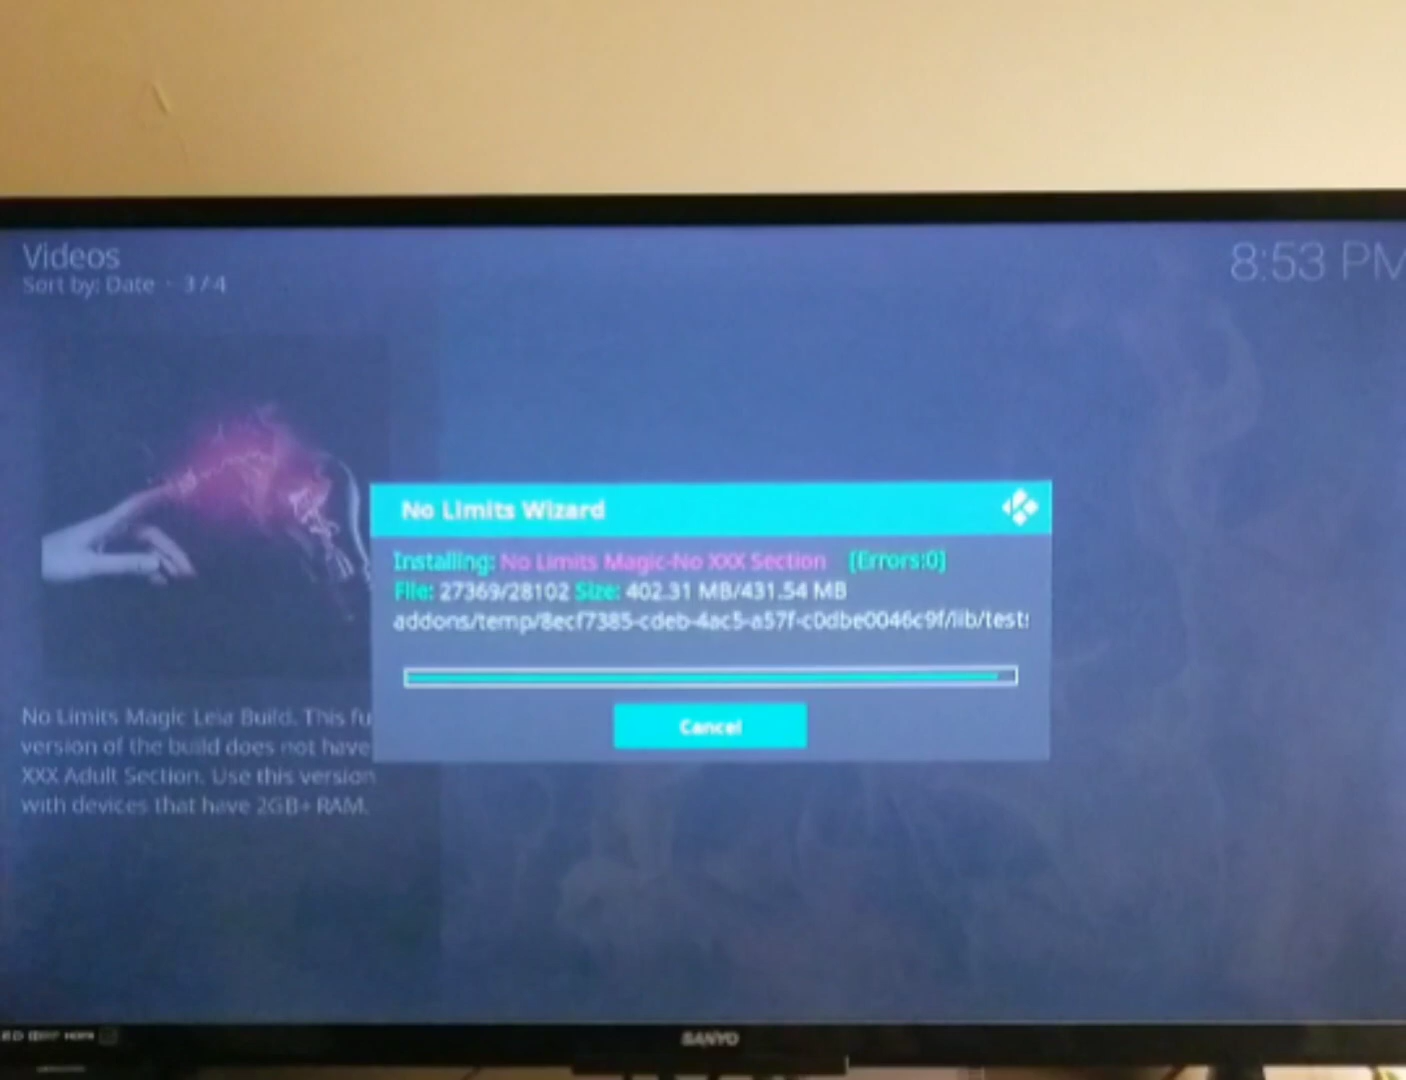 Videos
Sort by: Date · 3 / 4
8:53 PM
No Limits Wizard
Installing: No Limits Magic-No XXX Section [Errors:0]
File: 27369/28102 Size: 402.31 MB/431.54 MB
addons/temp/8ecf7385-cdeb-4ac5-a57f-c0dbe0046c9f/lib/test
Cancel
No Limits Magic Leia Build. This fu
version of the build does not have
XXX Adult Section. Use this version
with devices that have 2GB+ RAM.
HDMI
SANYO